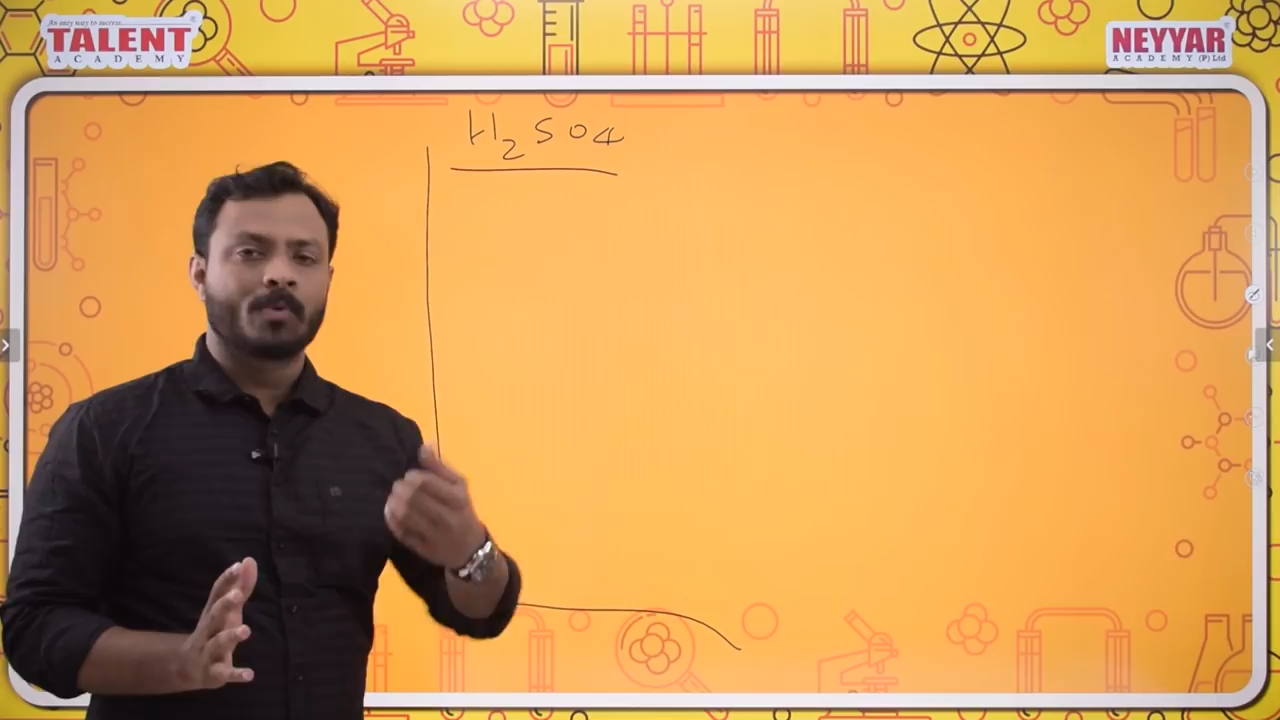 An easy way to success......
TALENT
ACADEMY
NEYYAR
ACADEMY (P) Ltd
H2SO4